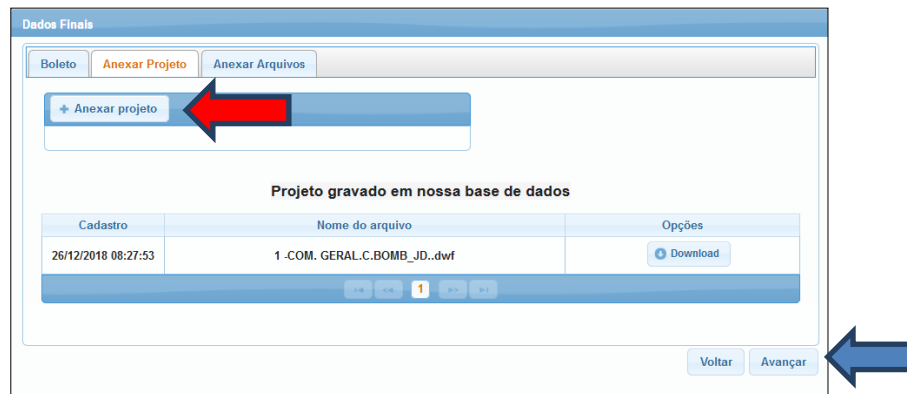 Dados Finais
Boleto Anexar Projeto Anexar Arquivos
Anexar projeto
Projeto gravado em nossa base de dados
Cadastro Nome do arquivo Opções
26/12/2018 08:27:53 1 -COM. GERAL.C.BOMB_JD..dwf Download
1
Voltar Avançar